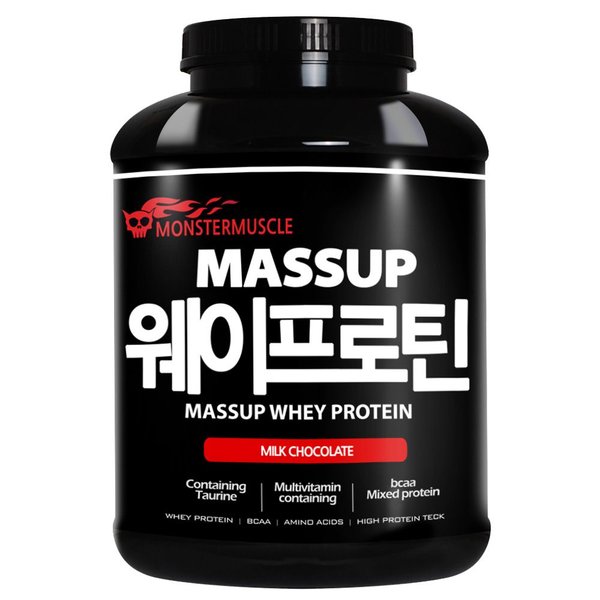 MONSTERMUSCLE
MASSUP
웨이프로틴
MASSUP WHEY PROTEIN
MILK CHOCOLATE
Containing Taurine | Multivitamin containing | bcaa Mixed protein
WHEY PROTEIN | BCAA | AMINO ACIDS | HIGH PROTEIN TECK